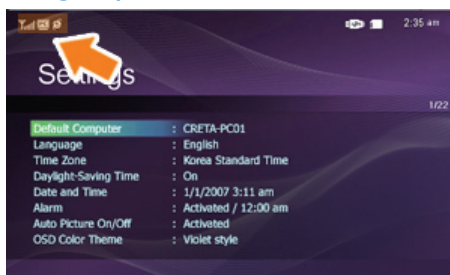 2:35 am
Settings
1/22
Default Computer : CRETA-PC01
Language : English
Time Zone : Korea Standard Time
Daylight-Saving Time : On
Date and Time : 1/1/2007 3:11 am
Alarm : Activated / 12:00 am
Auto Picture On/Off : Activated
OSD Color Theme : Violet style